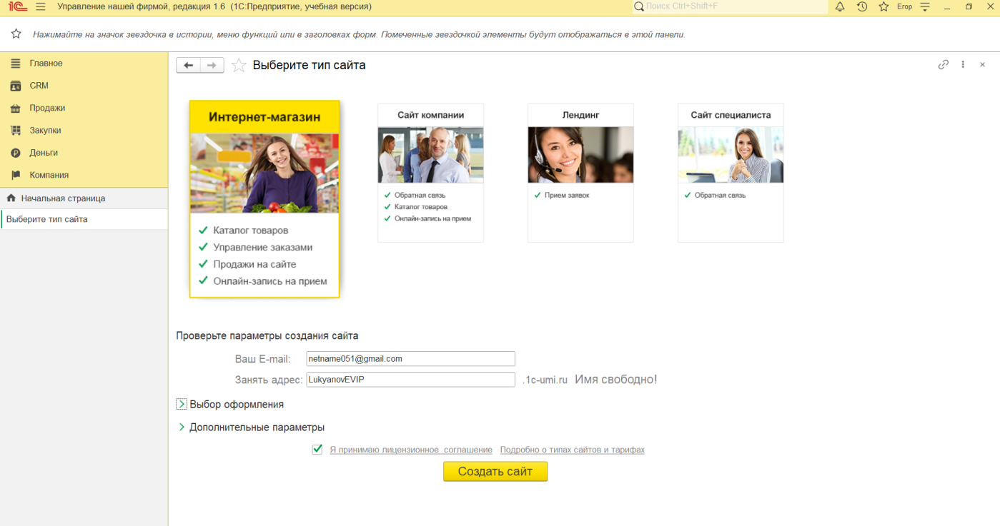 Управление нашей фирмой, редакция 1.6 (1С:Предприятие, учебная версия)
Поиск Ctrl+Shift+F
Егор
Нажимайте на значок звездочка в истории, меню функций или в заголовках форм. Помеченные звездочкой элементы будут отображаться в этой панели.
Главное
CRM
Продажи
Закупки
Деньги
Компания
Начальная страница
Выберите тип сайта
Выберите тип сайта
Интернет-магазин
Каталог товаров
Управление заказами
Продажи на сайте
Онлайн-запись на прием
Сайт компании
Обратная связь
Каталог товаров
Онлайн-запись на прием
Лендинг
Прием заявок
Сайт специалиста
Обратная связь
Проверьте параметры создания сайта
Ваш E-mail: netname051@gmail.com
Занять адрес: LukyanovEVIP .1c-umi.ru Имя свободно!
Выбор оформления
Дополнительные параметры
Я принимаю лицензионное соглашение Подробно о типах сайтов и тарифах
Создать сайт